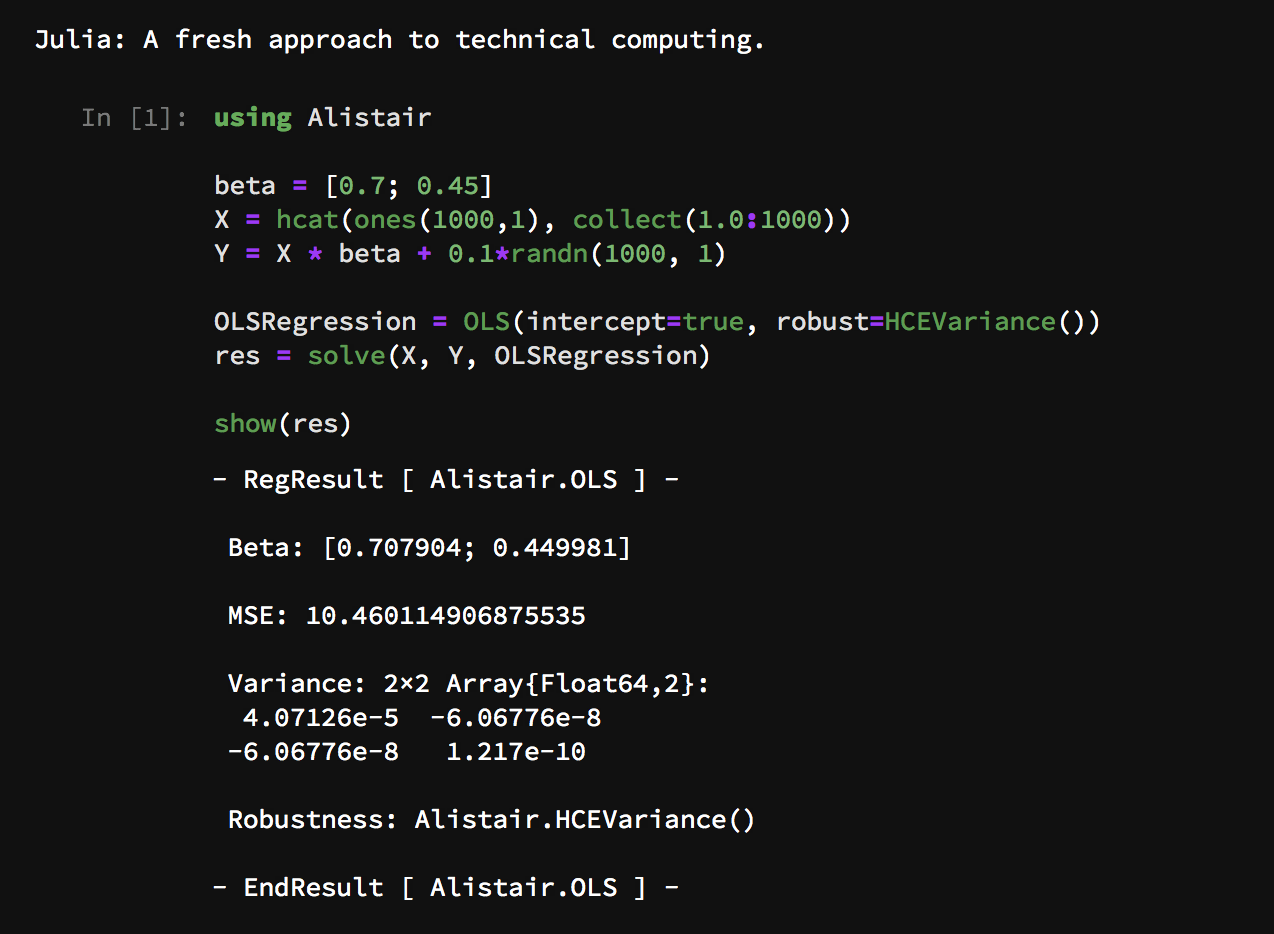 Julia: A fresh approach to technical computing.
In [1]: using Alistair
beta = [0.7; 0.45]
X = hcat(ones(1000,1), collect(1.0:1000))
Y = X * beta + 0.1*randn(1000, 1)
OLSRegression = OLS(intercept=true, robust=HCEVariance())
res = solve(X, Y, OLSRegression)
show(res)
- RegResult [ Alistair.OLS ] -
Beta: [0.707904; 0.449981]
MSE: 10.460114906875535
Variance: 2×2 Array{Float64,2}:
4.07126e-5 -6.06776e-8
-6.06776e-8 1.217e-10
Robustness: Alistair.HCEVariance()
- EndResult [ Alistair.OLS ] -